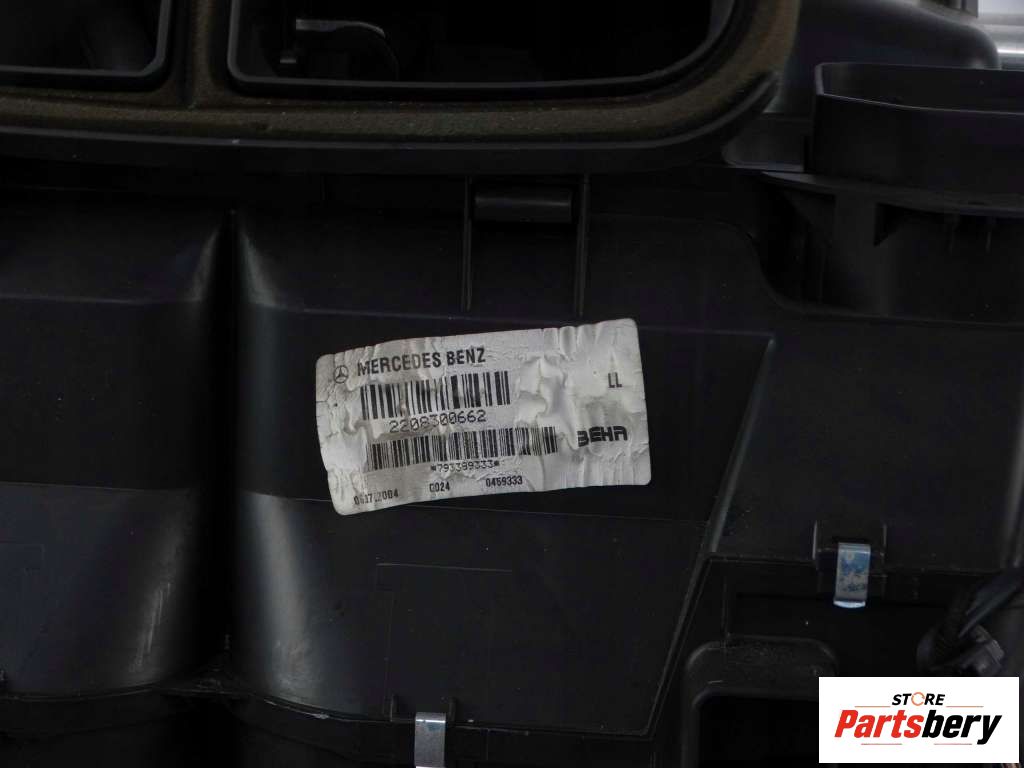 MERCEDES BENZ
LL
2208300662
BEHR
*793389333*
0024 0459333
STORE
Partsbery